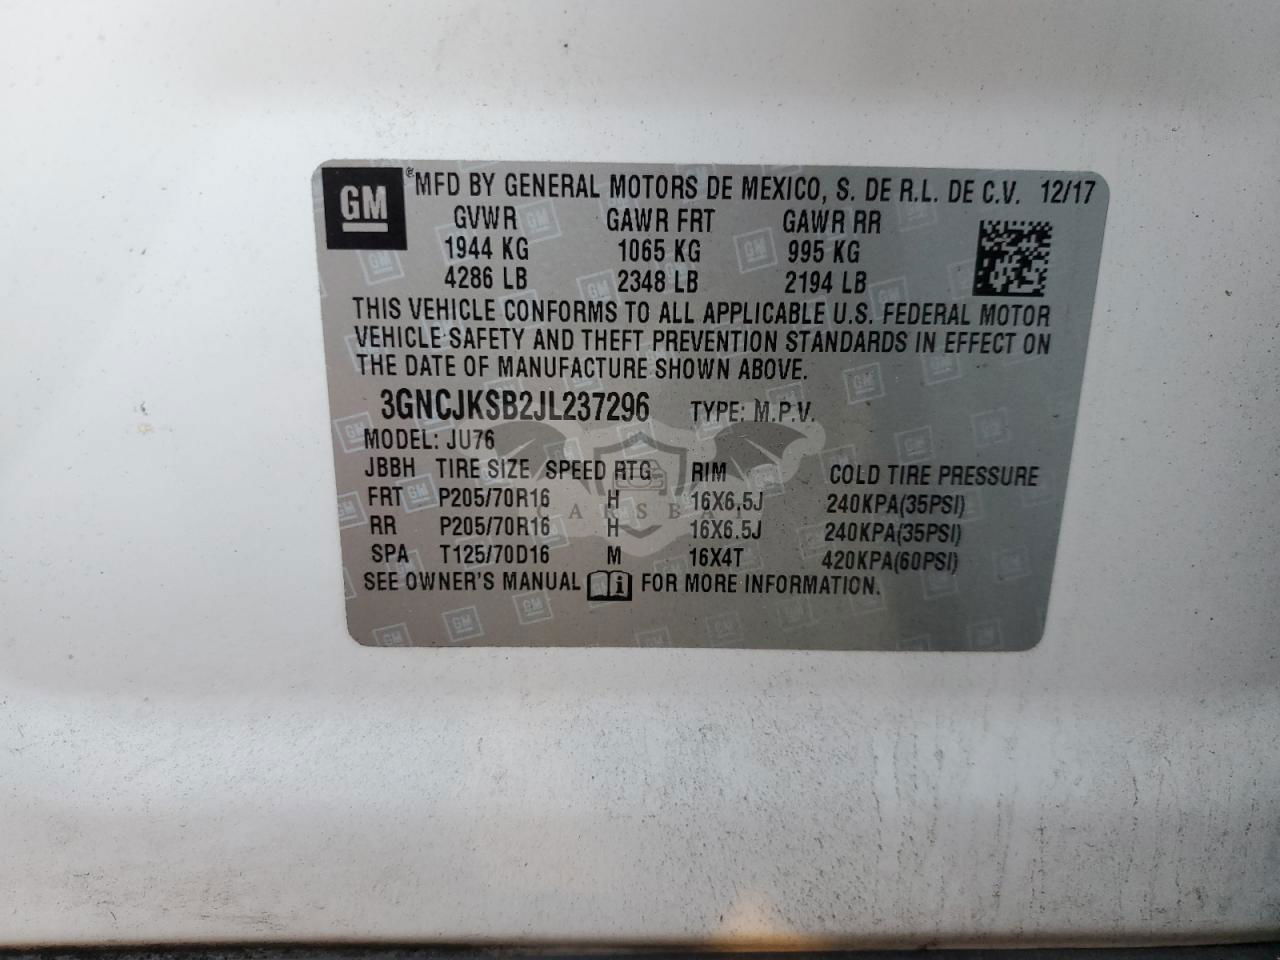 GM ® MFD BY GENERAL MOTORS DE MEXICO, S. DE R.L. DE C.V. 12/17
GVWR GAWR FRT GAWR RR
1944 KG 1065 KG 995 KG
4286 LB 2348 LB 2194 LB
THIS VEHICLE CONFORMS TO ALL APPLICABLE U.S. FEDERAL MOTOR
VEHICLE SAFETY AND THEFT PREVENTION STANDARDS IN EFFECT ON
THE DATE OF MANUFACTURE SHOWN ABOVE.
3GNCJKSB2JL237296 TYPE: M.P.V.
MODEL: JU76
JBBH TIRE SIZE SPEED RTG RIM COLD TIRE PRESSURE
FRT P205/70R16 H 16X6.5J 240KPA(35PSI)
CARSBAT
RR P205/70R16 H 16X6.5J 240KPA(35PSI)
SPA T125/70D16 M 16X4T 420KPA(60PSI)
SEE OWNER'S MANUAL i FOR MORE INFORMATION.